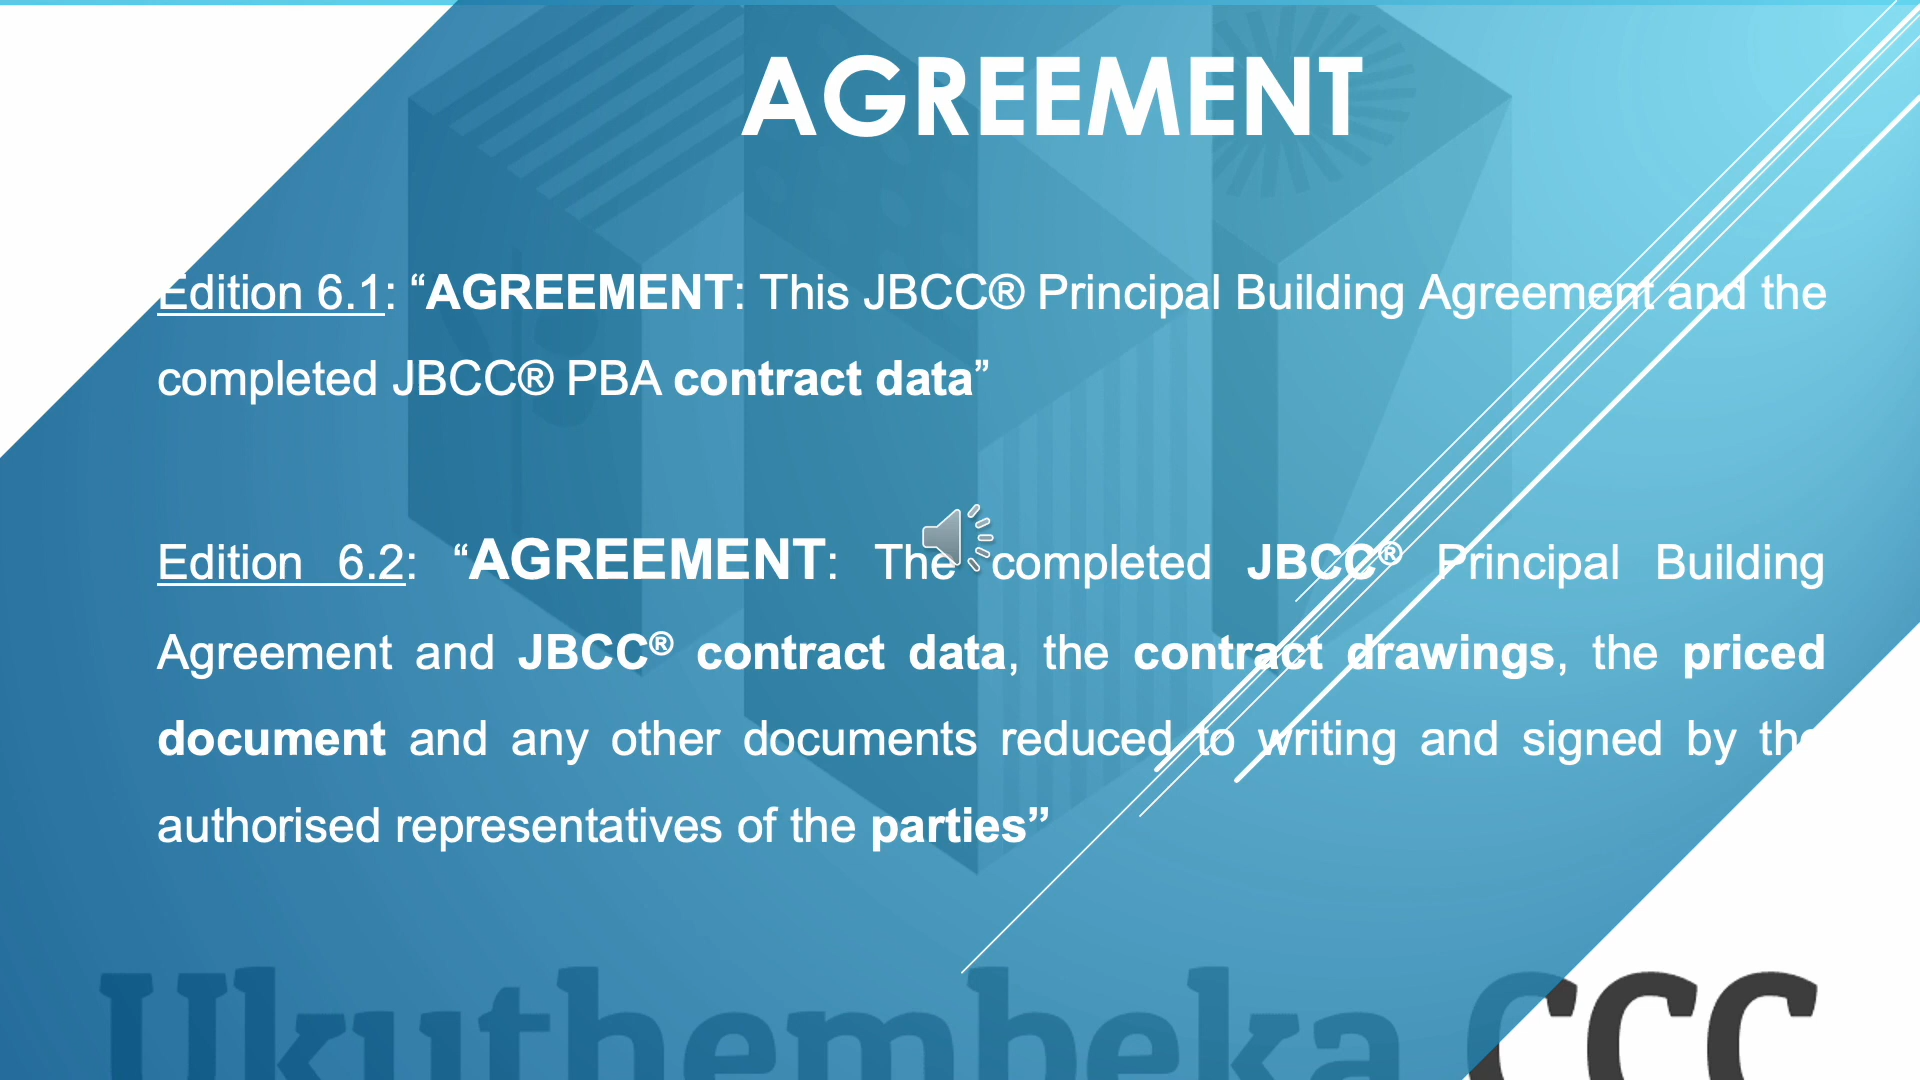 AGREEMENT
Edition 6.1: “AGREEMENT: This JBCC® Principal Building Agreement and the
completed JBCC® PBA contract data”
Edition 6.2: “AGREEMENT: The completed JBCC® Principal Building
Agreement and JBCC® contract data, the contract drawings, the priced
document and any other documents reduced to writing and signed by the
authorised representatives of the parties”
Ukuthembeka CCC